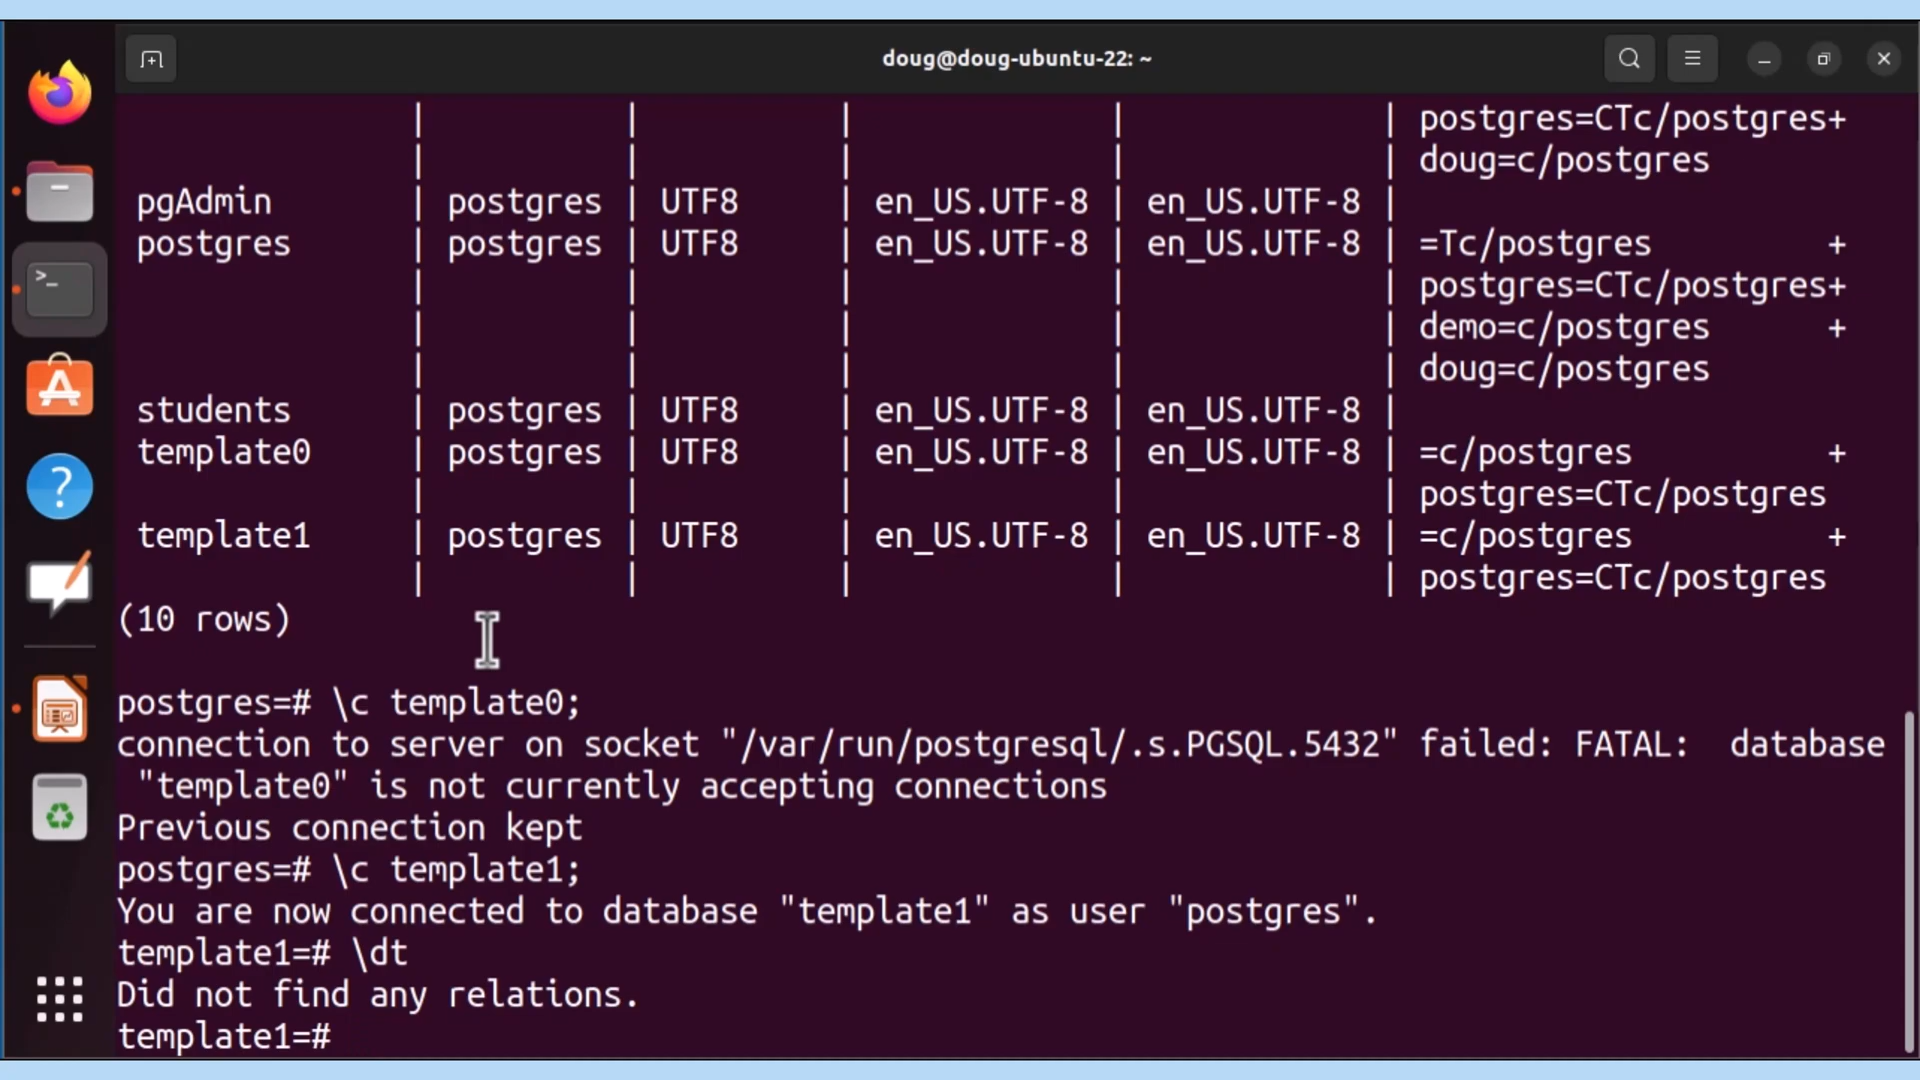 doug@doug-ubuntu-22: ~
| | | | | postgres=CTc/postgres+
| | | | | doug=c/postgres
pgAdmin | postgres | UTF8 | en_US.UTF-8 | en_US.UTF-8 |
postgres | postgres | UTF8 | en_US.UTF-8 | en_US.UTF-8 | =Tc/postgres +
| | | | | postgres=CTc/postgres+
| | | | | demo=c/postgres +
| | | | | doug=c/postgres
students | postgres | UTF8 | en_US.UTF-8 | en_US.UTF-8 |
template0 | postgres | UTF8 | en_US.UTF-8 | en_US.UTF-8 | =c/postgres +
| | | | | postgres=CTc/postgres
template1 | postgres | UTF8 | en_US.UTF-8 | en_US.UTF-8 | =c/postgres +
| | | | | postgres=CTc/postgres
(10 rows)
postgres=# \c template0;
connection to server on socket "/var/run/postgresql/.s.PGSQL.5432" failed: FATAL:  database
"template0" is not currently accepting connections
Previous connection kept
postgres=# \c template1;
You are now connected to database "template1" as user "postgres".
template1=# \dt
Did not find any relations.
template1=#